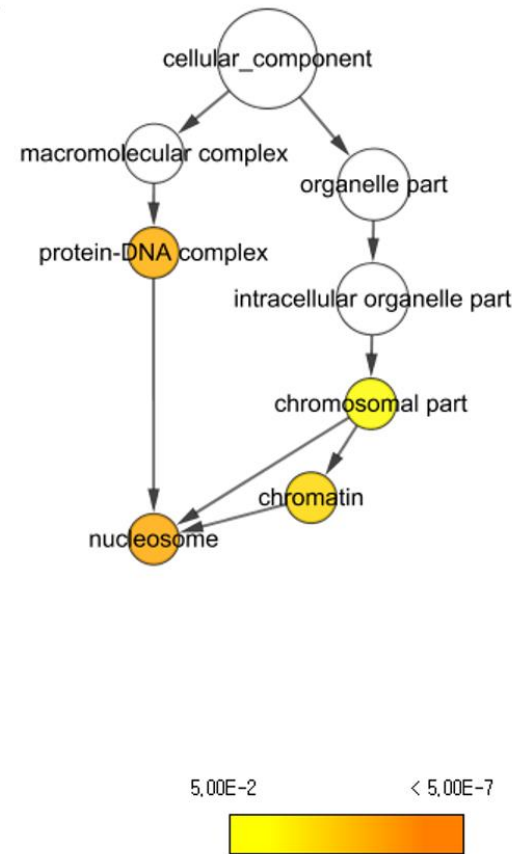 cellular_component
macromolecular complex
organelle part
protein-DNA complex
intracellular organelle part
chromosomal part
chromatin
nucleosome
5,00E-2 < 5,00E-7